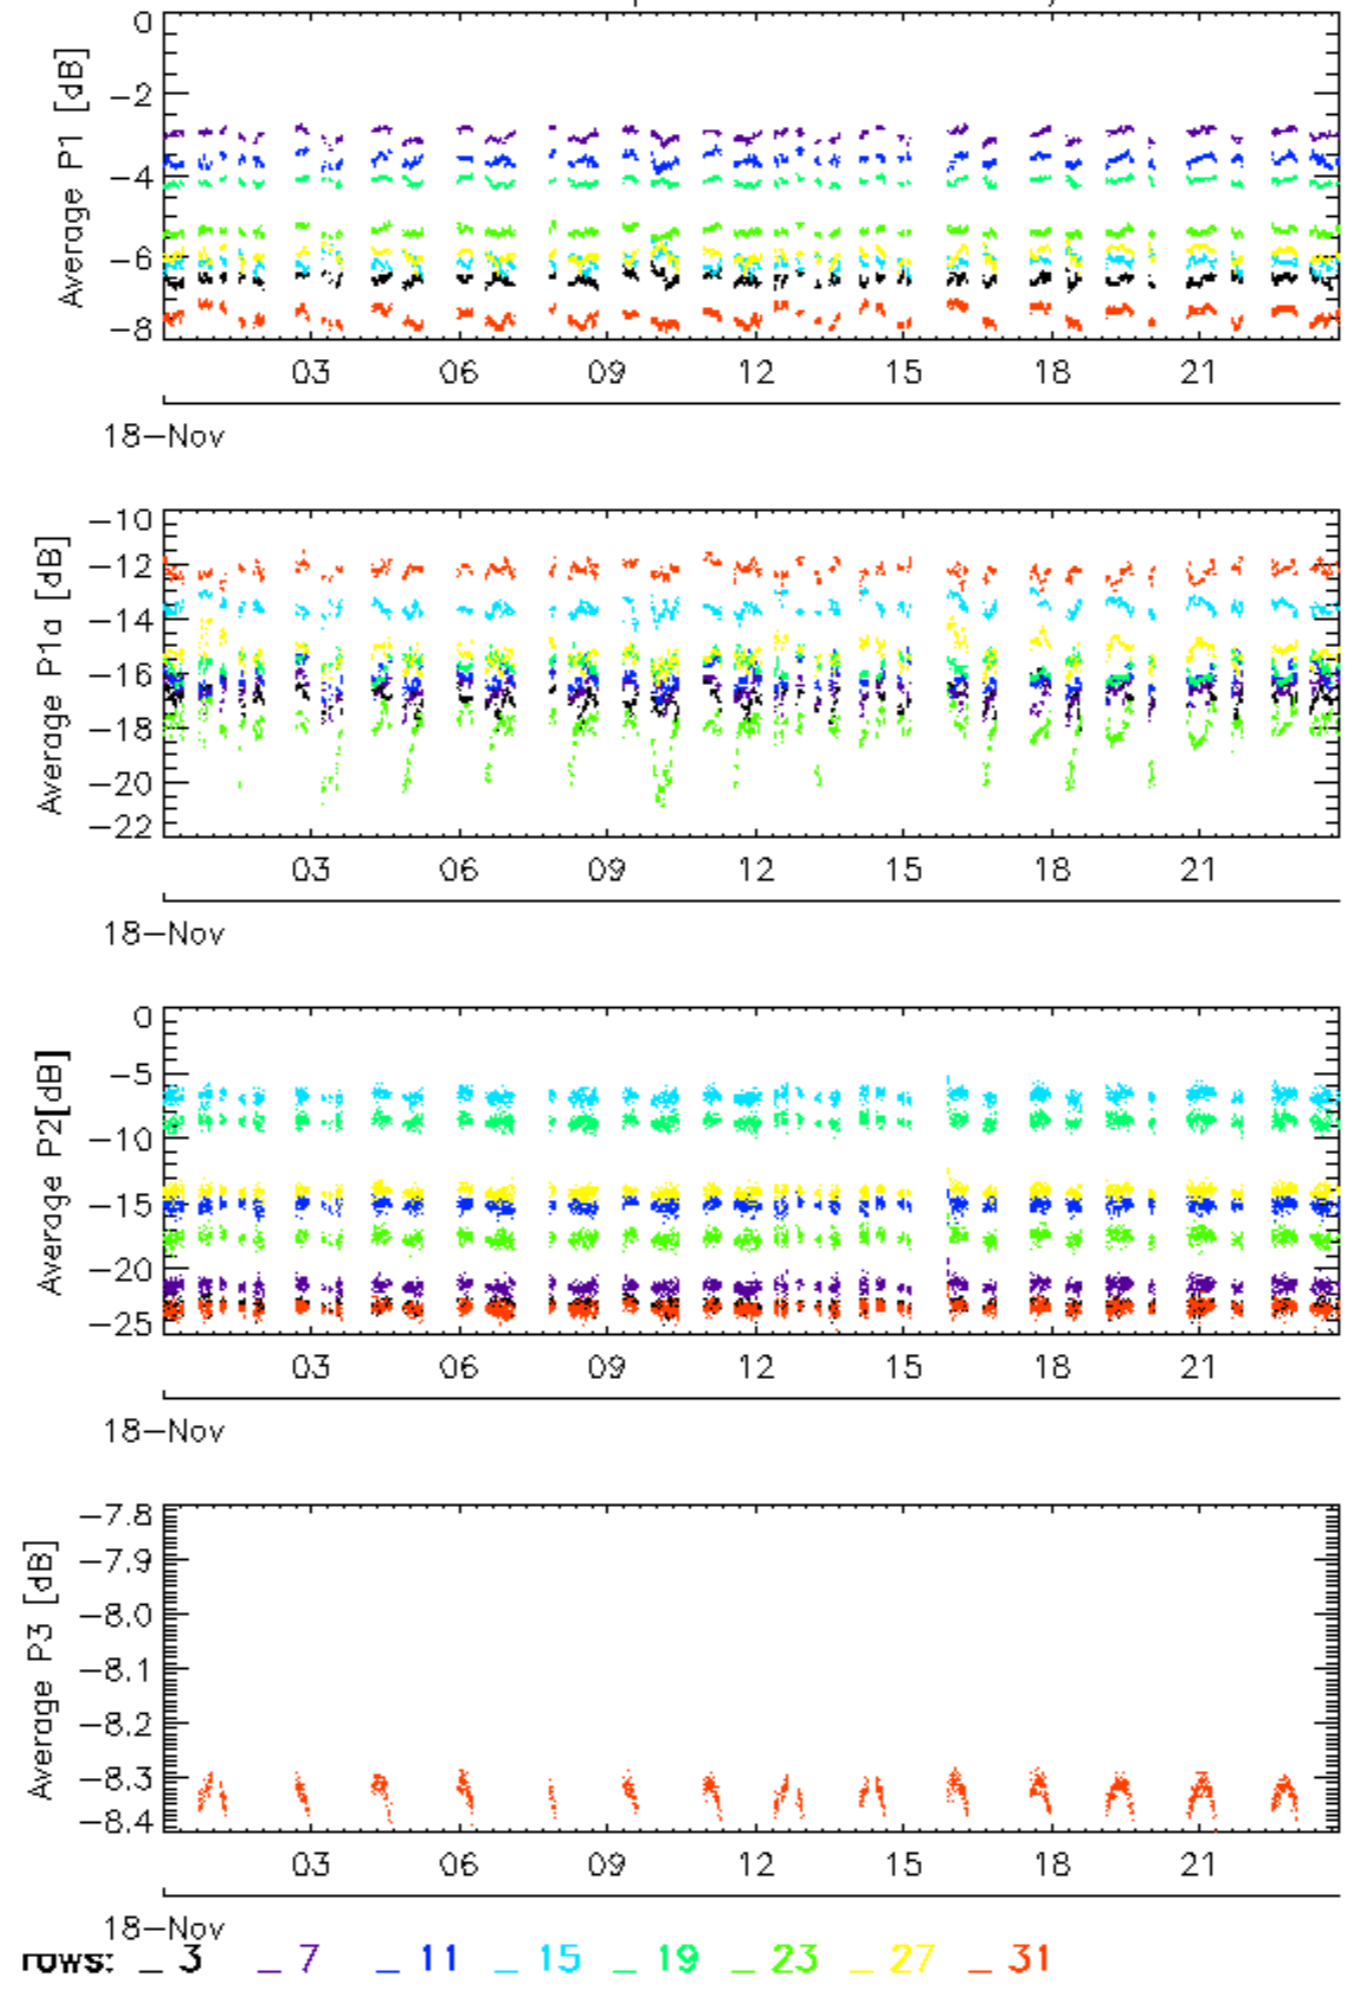 0
−2
−4
−6
−8
Average P1 [dB]
03 06 09 12 15 18 21
18−Nov
−10
−12
−14
−16
−18
−20
−22
Average P1a [dB]
03 06 09 12 15 18 21
18−Nov
0
−5
−10
−15
−20
−25
Average P2[dB]
03 06 09 12 15 18 21
18−Nov
−7.8
−7.9
−8.0
−8.1
−8.2
−8.3
−8.4
Average P3 [dB]
03 06 09 12 15 18 21
18−Nov
rows: _ 3 _ 7 _ 11 _ 15 _ 19 _ 23 _ 27 _ 31